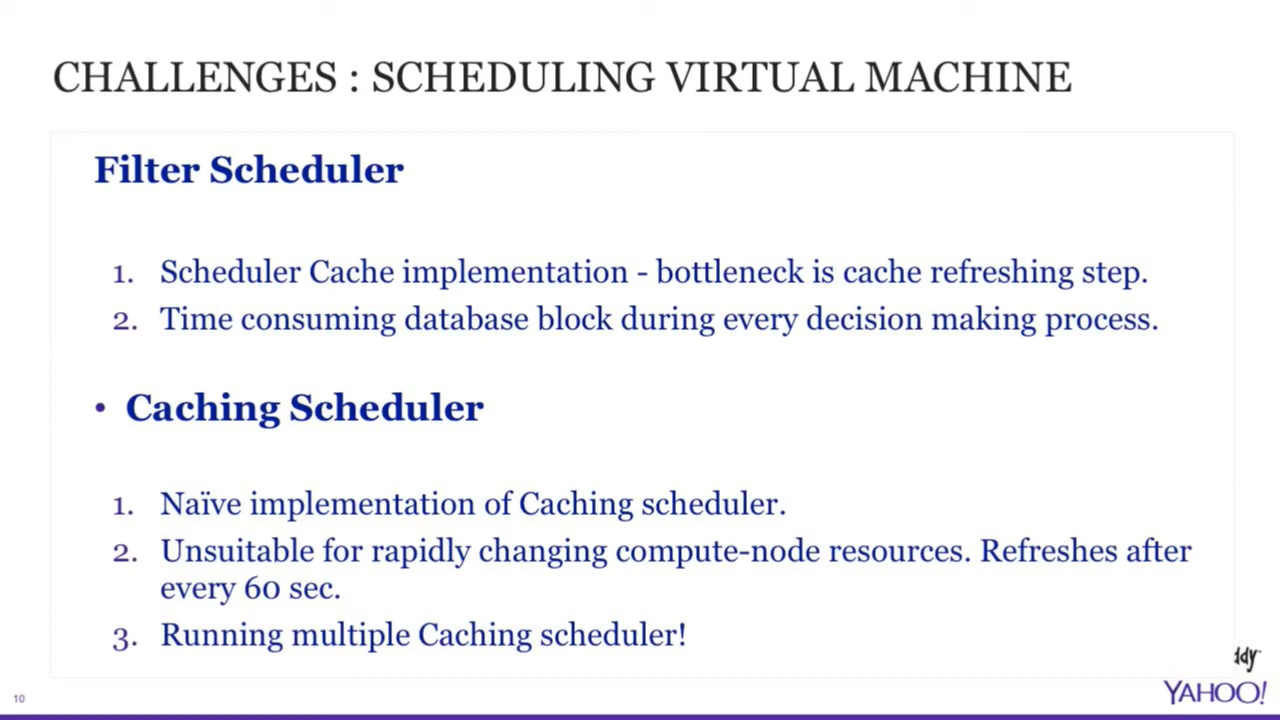 CHALLENGES : SCHEDULING VIRTUAL MACHINE
Filter Scheduler
1. Scheduler Cache implementation - bottleneck is cache refreshing step.
2. Time consuming database block during every decision making process.
• Caching Scheduler
1. Naïve implementation of Caching scheduler.
2. Unsuitable for rapidly changing compute-node resources. Refreshes after
every 60 sec.
3. Running multiple Caching scheduler!
ddy
10
YAHOO!